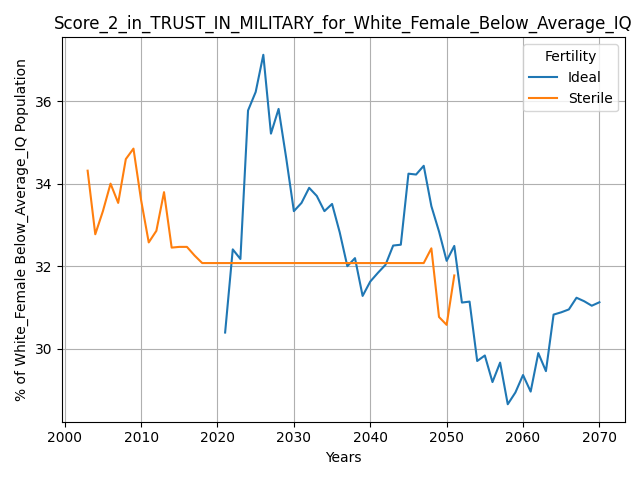 Score_2_in_TRUST_IN_MILITARY_for_White_Female_Below_Average_IQ
% of White_Female Below_Average_IQ Population
36
34
32
30
Fertility
Ideal
Sterile
2000 2010 2020 2030 2040 2050 2060 2070
Years